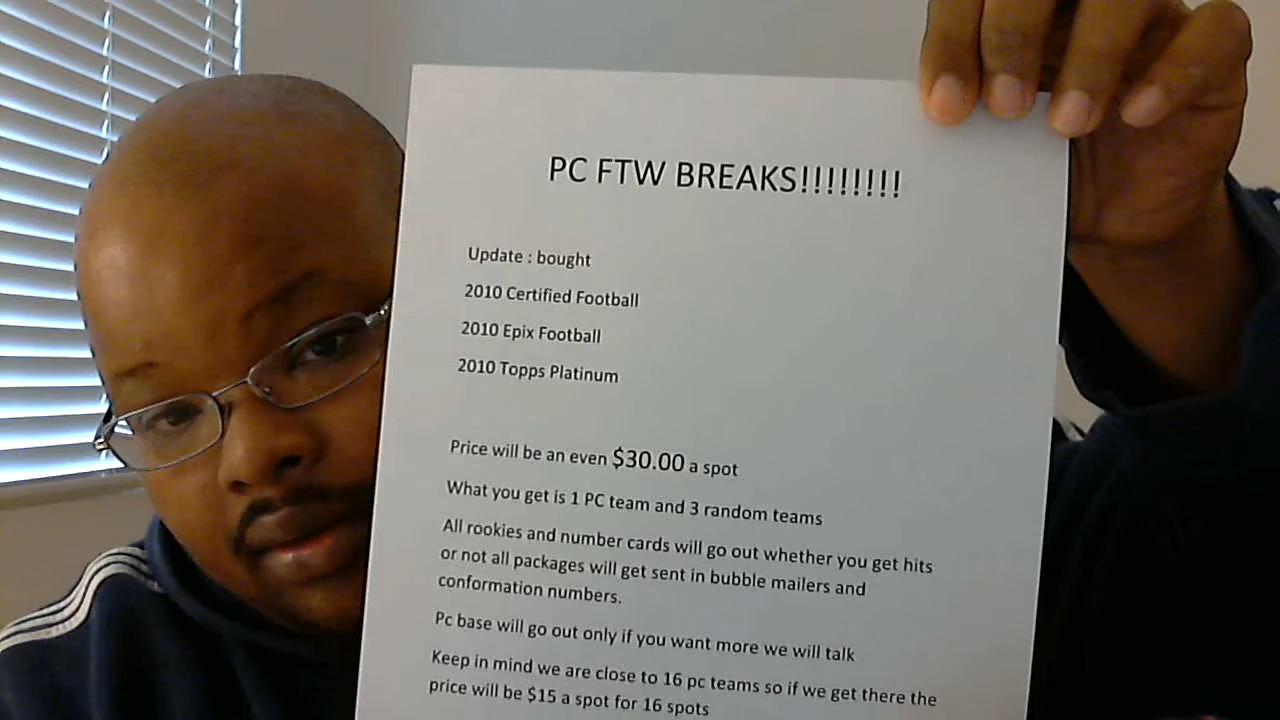 PC FTW BREAKS!!!!!!!!
Update : bought
2010 Certified Football
2010 Epix Football
2010 Topps Platinum
Price will be an even $30.00 a spot
What you get is 1 PC team and 3 random teams
All rookies and number cards will go out whether you get hits
or not all packages will get sent in bubble mailers and
conformation numbers.
Pc base will go out only if you want more we will talk
Keep in mind we are close to 16 pc teams so if we get there the
price will be $15 a spot for 16 spots